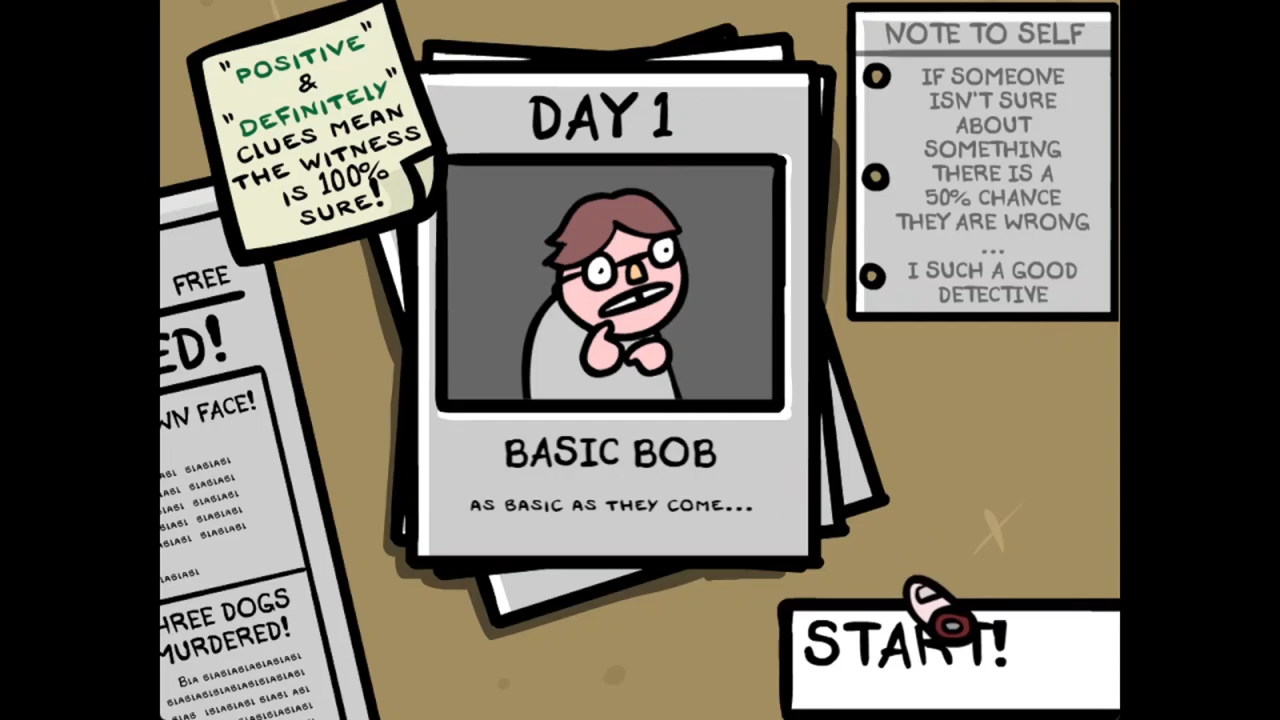 "POSITIVE"
&
"DEFINITELY"
CLUES MEAN
THE WITNESS
IS 100%
SURE!
DAY 1
BASIC BOB
AS BASIC AS THEY COME...
NOTE TO SELF
IF SOMEONE
ISN'T SURE
ABOUT
SOMETHING
THERE IS A
50% CHANCE
THEY ARE WRONG
...
I SUCH A GOOD
DETECTIVE
FREE
ED!
WN FACE!
HREE DOGS
MURDERED!
START!